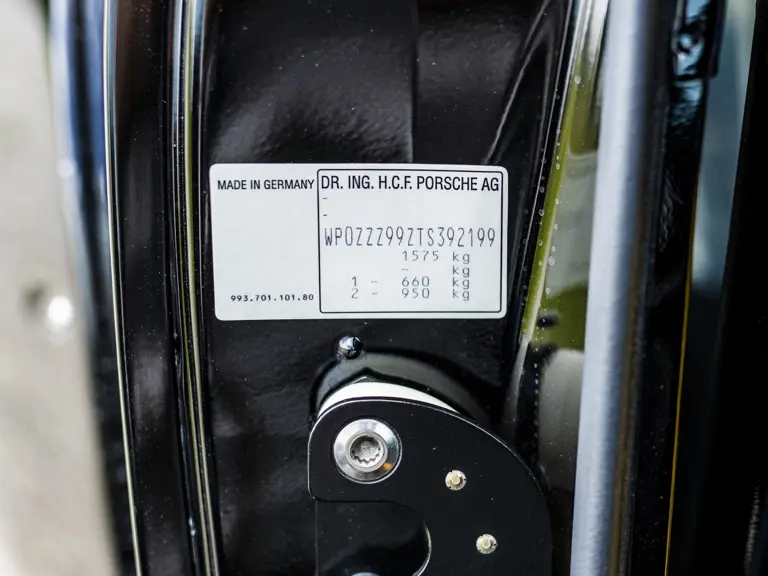 MADE IN GERMANY
DR. ING. H.C.F. PORSCHE AG
-
-
WP0ZZZ99ZTS392199
1575 kg
- kg
1 - 660 kg
2 - 950 kg
993.701.101.80